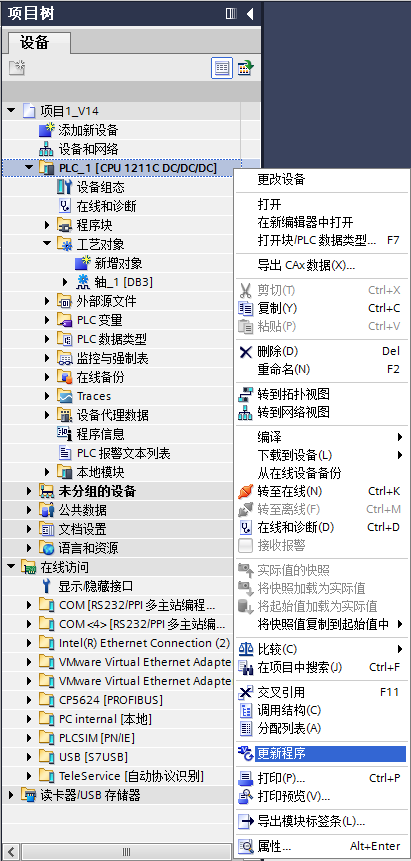 项目树
设备
项目1_V14
添加新设备
设备和网络
PLC_1 [CPU 1211C DC/DC/DC]
设备组态
在线和诊断
程序块
工艺对象
新增对象
轴_1 [DB3]
外部源文件
PLC 变量
PLC 数据类型
监控与强制表
在线备份
Traces
设备代理数据
程序信息
PLC 报警文本列表
本地模块
未分组的设备
公共数据
文档设置
语言和资源
在线访问
显示/隐藏接口
COM [RS232/PPI 多主站编程...
COM <4> [RS232/PPI 多主站编...
Intel(R) Ethernet Connection (2)
VMware Virtual Ethernet Adapte
VMware Virtual Ethernet Adapte
CP5624 [PROFIBUS]
PC internal [本地]
PLCSIM [PN/IE]
USB [S7USB]
TeleService [自动协议识别]
读卡器/USB 存储器
更改设备
打开
在新编辑器中打开
打开块/PLC 数据类型... F7
导出 CAx 数据(X)...
剪切(T) Ctrl+X
复制(Y) Ctrl+C
粘贴(P) Ctrl+V
删除(D) Del
重命名(N) F2
转到拓扑视图
转到网络视图
编译
下载到设备(L)
从在线设备备份
转至在线(N) Ctrl+K
转至离线(F) Ctrl+M
在线和诊断(D) Ctrl+D
接收报警
实际值的快照
将快照加载为实际值
将起始值加载为实际值
将快照值复制到起始值中
比较(C)
在项目中搜索(J) Ctrl+F
交叉引用 F11
调用结构(C)
分配列表(A)
更新程序
打印(P)... Ctrl+P
打印预览(V)...
导出模块标签条(L)...
属性... Alt+Enter